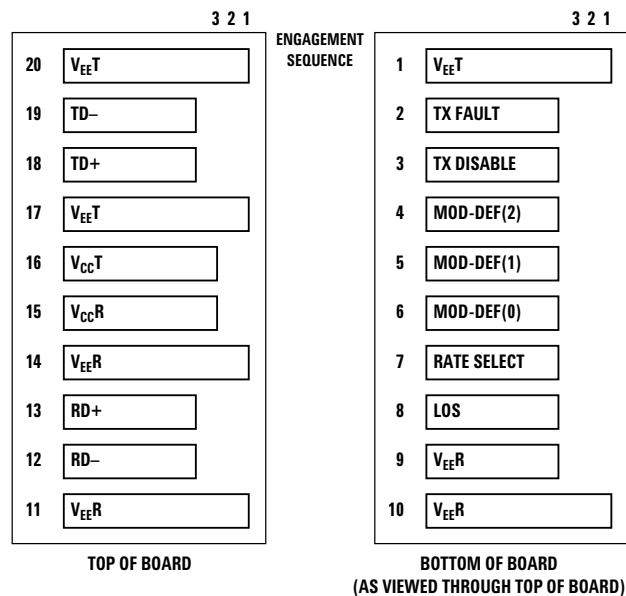 3 2 1
20 VEET
19 TD–
18 TD+
17 VEET
16 VCCT
15 VCCR
14 VEER
13 RD+
12 RD–
11 VEER
TOP OF BOARD
ENGAGEMENT
SEQUENCE
3 2 1
1 VEET
2 TX FAULT
3 TX DISABLE
4 MOD-DEF(2)
5 MOD-DEF(1)
6 MOD-DEF(0)
7 RATE SELECT
8 LOS
9 VEER
10 VEER
BOTTOM OF BOARD
(AS VIEWED THROUGH TOP OF BOARD)